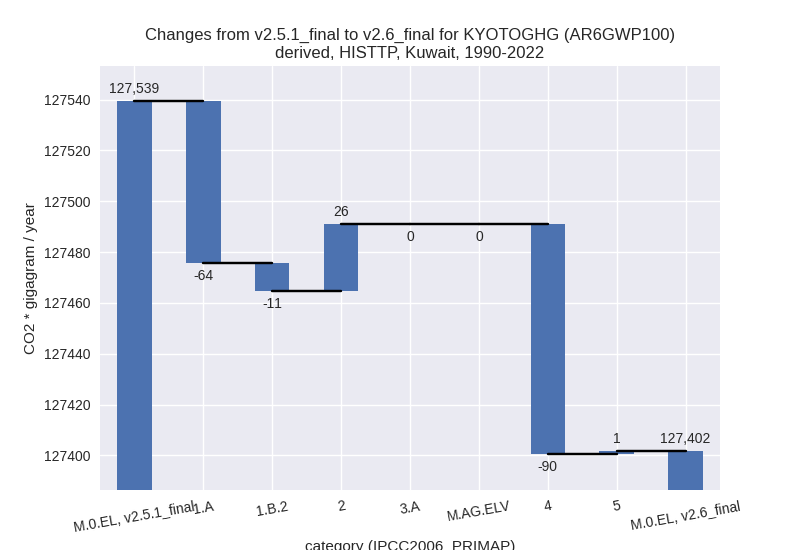 Changes from v2.5.1_final to v2.6_final for KYOTOGHG (AR6GWP100)
derived, HISTTP, Kuwait, 1990-2022
CO2 * gigagram / year
127540
127520
127500
127480
127460
127440
127420
127400
127,539
-64
-11
26
0
0
-90
1
127,402
M.0.EL, v2.5.1_final
1.A
1.B.2
2
3.A
M.AG.ELV
4
5
M.0.EL, v2.6_final
category (IPCC2006_PRIMAP)